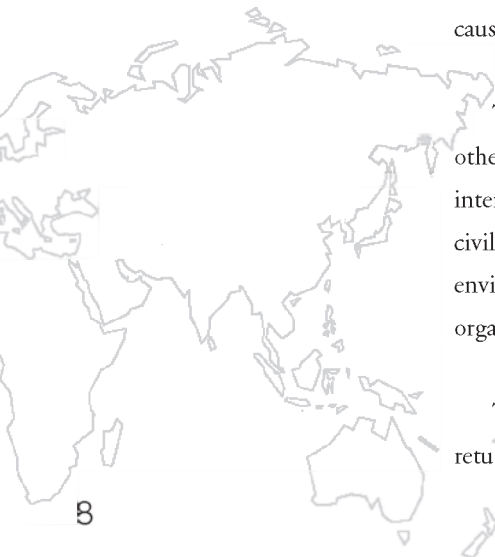 caus
othe
inter
civil
envi
orga
retu
8